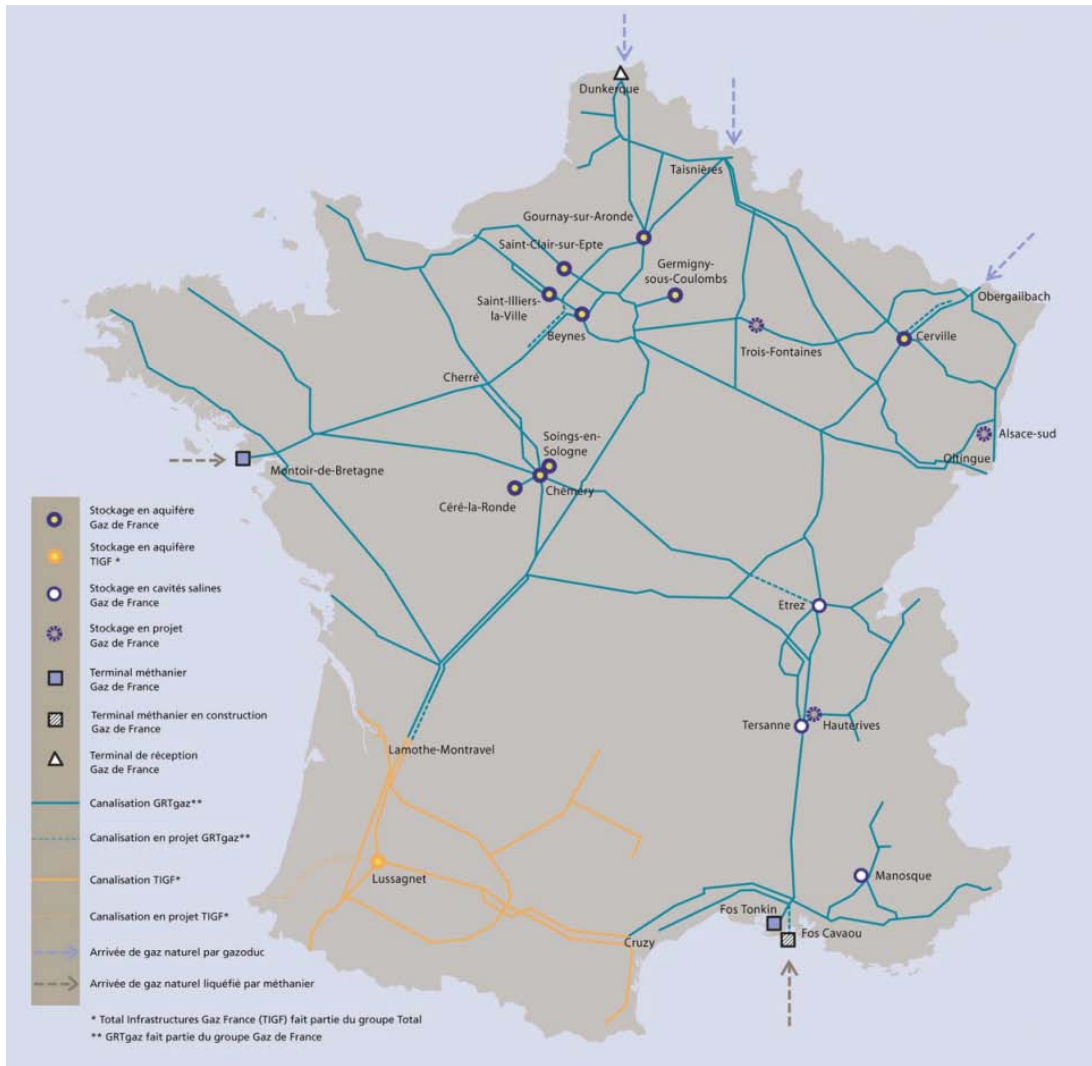 Dunkerque
Taisnières
Gournay-sur-Aronde
Saint-Clair-sur-Epte
Germigny-
sous-Coulombs
Saint-Illiers-
la-Ville
Beynes
Obergailbach
Cerville
Trois-Fontaines
Cherré
Alsace-sud
Oltingue
Soings-en-
Sologne
Montoir-de-Bretagne
Chémery
Céré-la-Ronde
Etrez
Tersanne
Hauterives
Lamothe-Montravel
Lussagnet
Manosque
Fos Tonkin
Fos Cavaou
Cruzy
Stockage en aquifère
Gaz de France
Stockage en aquifère
TIGF *
Stockage en cavités salines
Gaz de France
Stockage en projet
Gaz de France
Terminal méthanier
Gaz de France
Terminal méthanier en construction
Gaz de France
Terminal de réception
Gaz de France
Canalisation GRTgaz**
Canalisation en projet GRTgaz**
Canalisation TIGF*
Canalisation en projet TIGF*
Arrivée de gaz naturel par gazoduc
Arrivée de gaz naturel liquéfié par méthanier
* Total Infrastructures Gaz France (TIGF) fait partie du groupe Total
** GRTgaz fait partie du groupe Gaz de France